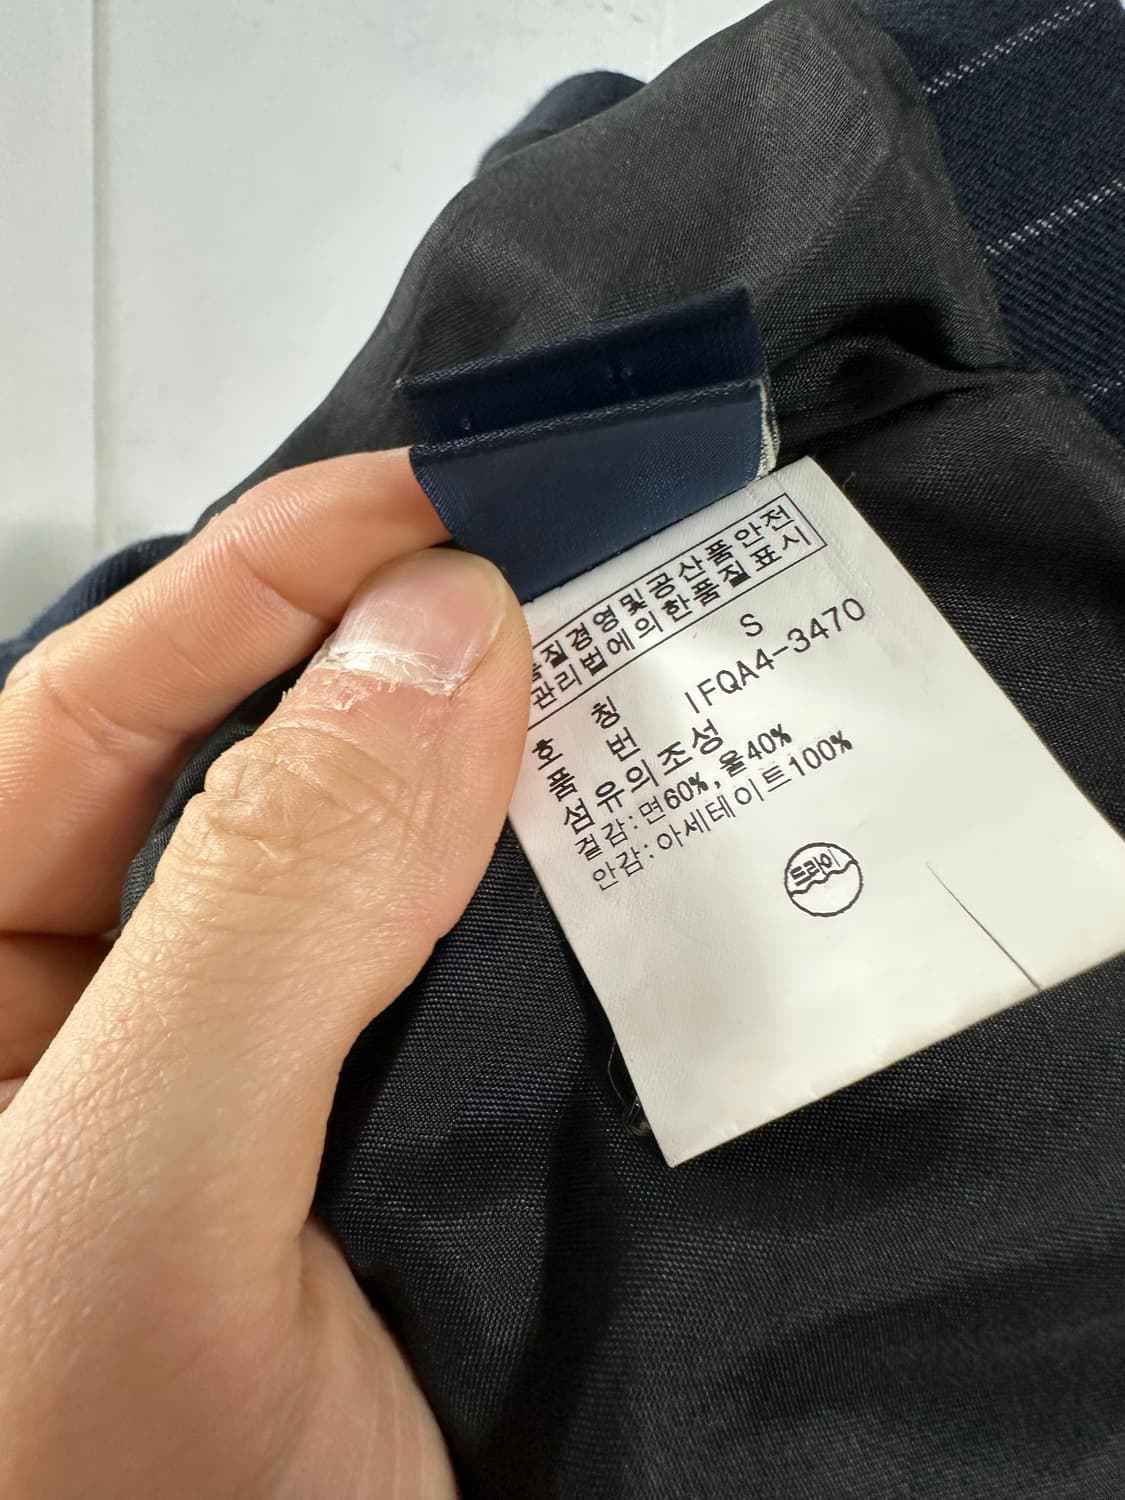 품질경영및공산품안전
관리법에의한품질표시
호 칭 S
품 번 IFQA4-3470
섬유의조성
겉감:면60%,울40%
안감:아세테이트100%
드라이